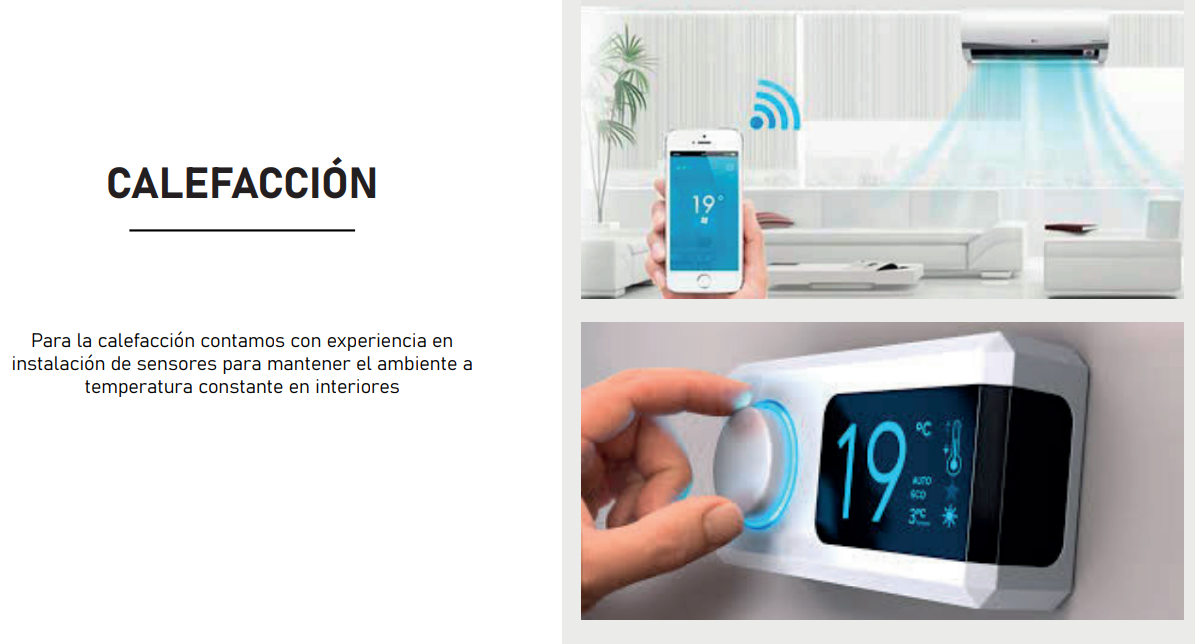 CALEFACCIÓN
Para la calefacción contamos con experiencia en
instalación de sensores para mantener el ambiente a
temperatura constante en interiores
19°
19 °C
AUTO
ECO
3°C